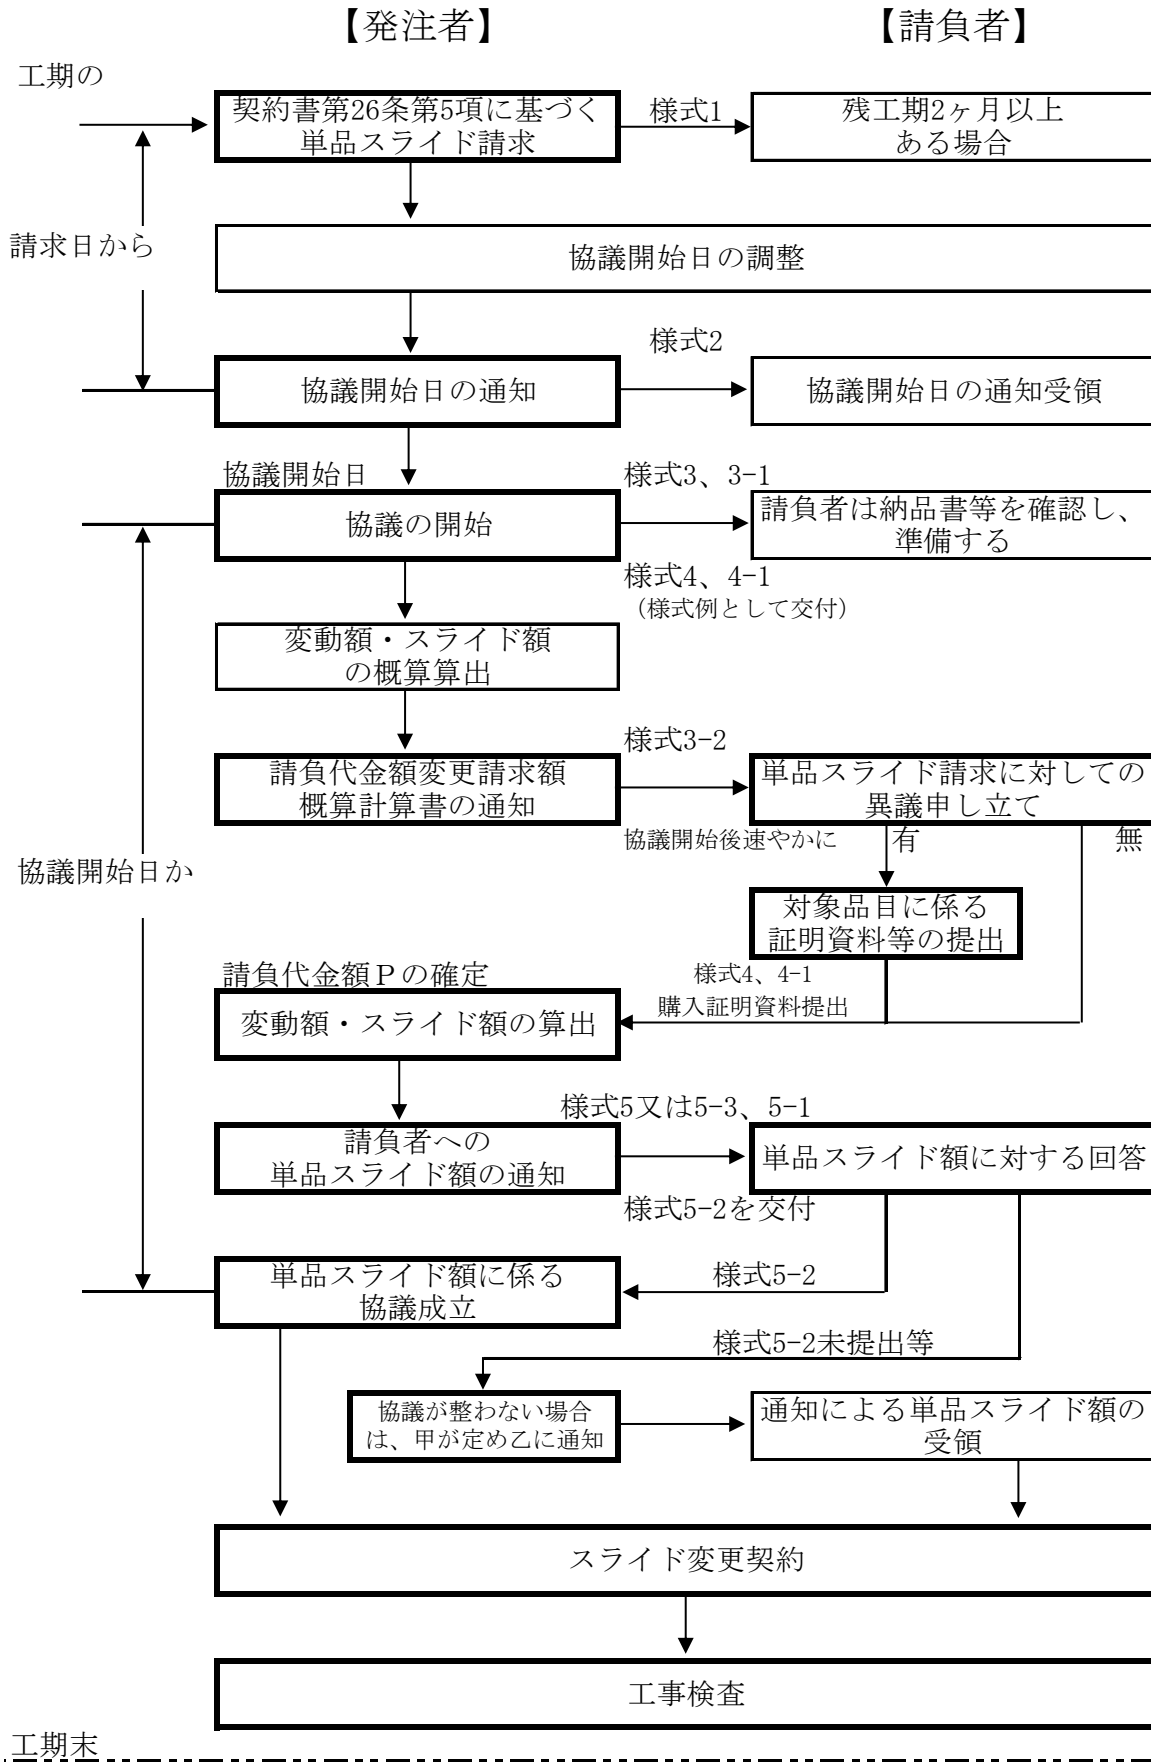 【発注者】
【請負者】
工期の
契約書第26条第5項に基づく
単品スライド請求
様式1
残工期2ヶ月以上
ある場合
請求日から
協議開始日の調整
様式2
協議開始日の通知
協議開始日の通知受領
協議開始日
様式3、3-1
協議の開始
請負者は納品書等を確認し、
準備する
様式4、4-1
（様式例として交付）
変動額・スライド額
の概算算出
様式3-2
請負代金額変更請求額
概算計算書の通知
単品スライド請求に対しての
異議申し立て
協議開始後速やかに
有
無
協議開始日か
対象品目に係る
証明資料等の提出
請負代金額Ｐの確定
様式4、4-1
購入証明資料提出
変動額・スライド額の算出
様式5又は5-3、5-1
請負者への
単品スライド額の通知
単品スライド額に対する回答
様式5-2を交付
単品スライド額に係る
協議成立
様式5-2
様式5-2未提出等
協議が整わない場合
は、甲が定め乙に通知
通知による単品スライド額の
受領
スライド変更契約
工事検査
工期末